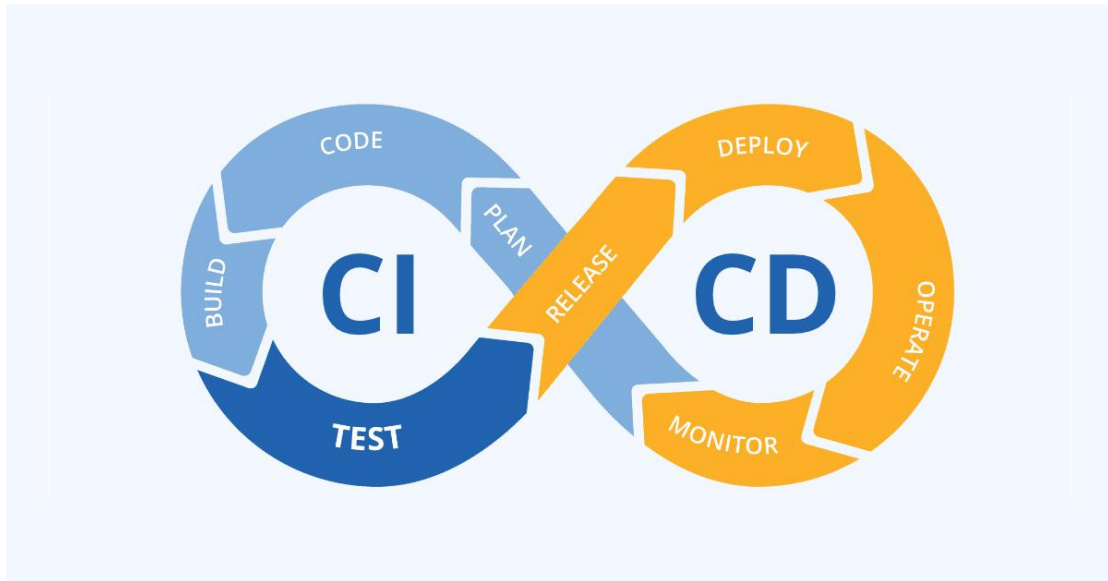 CODE
DEPLOY
PLAN
BUILD
CI
RELEASE
CD
OPERATE
TEST
MONITOR